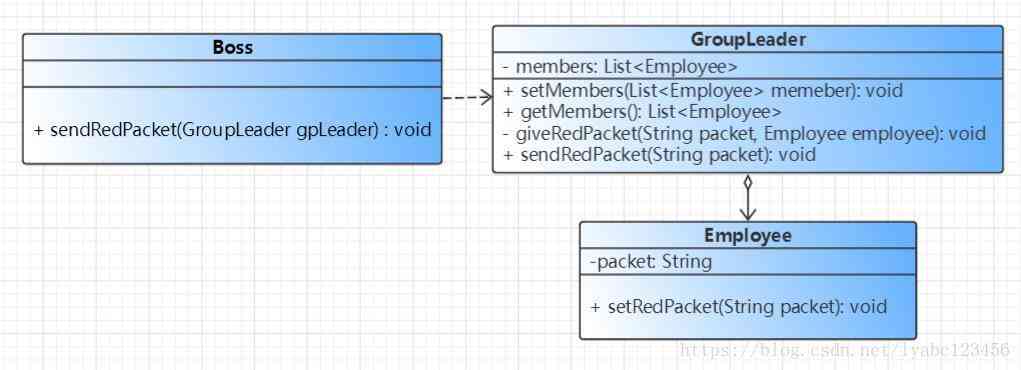 Boss
+ sendRedPacket(GroupLeader gpLeader) : void
GroupLeader
- members: List<Employee>
+ setMembers(List<Employee> memeber): void
+ getMembers(): List<Employee>
- giveRedPacket(String packet, Employee employee): void
+ sendRedPacket(String packet): void
Employee
-packet: String
+ setRedPacket(String packet): void
https://blog.csdn.net/lyabc123456